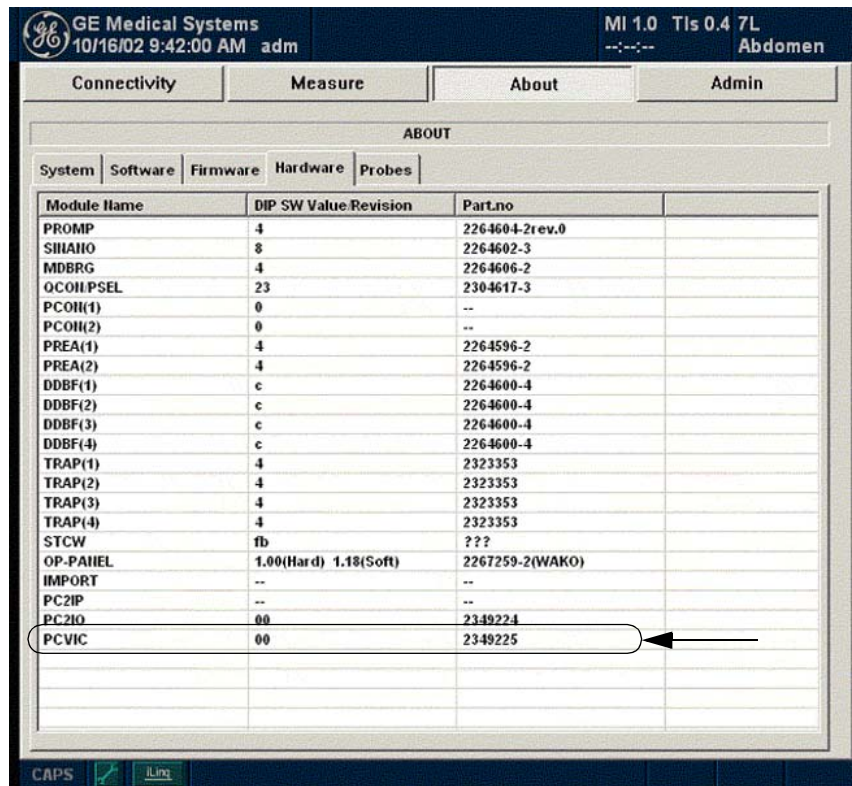 GE Medical Systems MI 1.0 TIs 0.4 7L
10/16/02 9:42:00 AM adm --:--:-- Abdomen
Connectivity Measure About Admin
ABOUT
System Software Firmware Hardware Probes
Module Name DIP SW Value/Revision Part.no
PROMP 4 2264604-2rev.0
SINANO 8 2264602-3
MDBRG 4 2264606-2
QCON/PSEL 23 2304617-3
PCON(1) 0 --
PCON(2) 0 --
PREA(1) 4 2264596-2
PREA(2) 4 2264596-2
DDBF(1) c 2264600-4
DDBF(2) c 2264600-4
DDBF(3) c 2264600-4
DDBF(4) c 2264600-4
TRAP(1) 4 2323353
TRAP(2) 4 2323353
TRAP(3) 4 2323353
TRAP(4) 4 2323353
STCW fb ???
OP-PANEL 1.00(Hard) 1.18(Soft) 2267259-2(WAKO)
IMPORT -- --
PC2IP -- --
PC2IO 00 2349224
PCVIC 00 2349225
CAPS iLinq